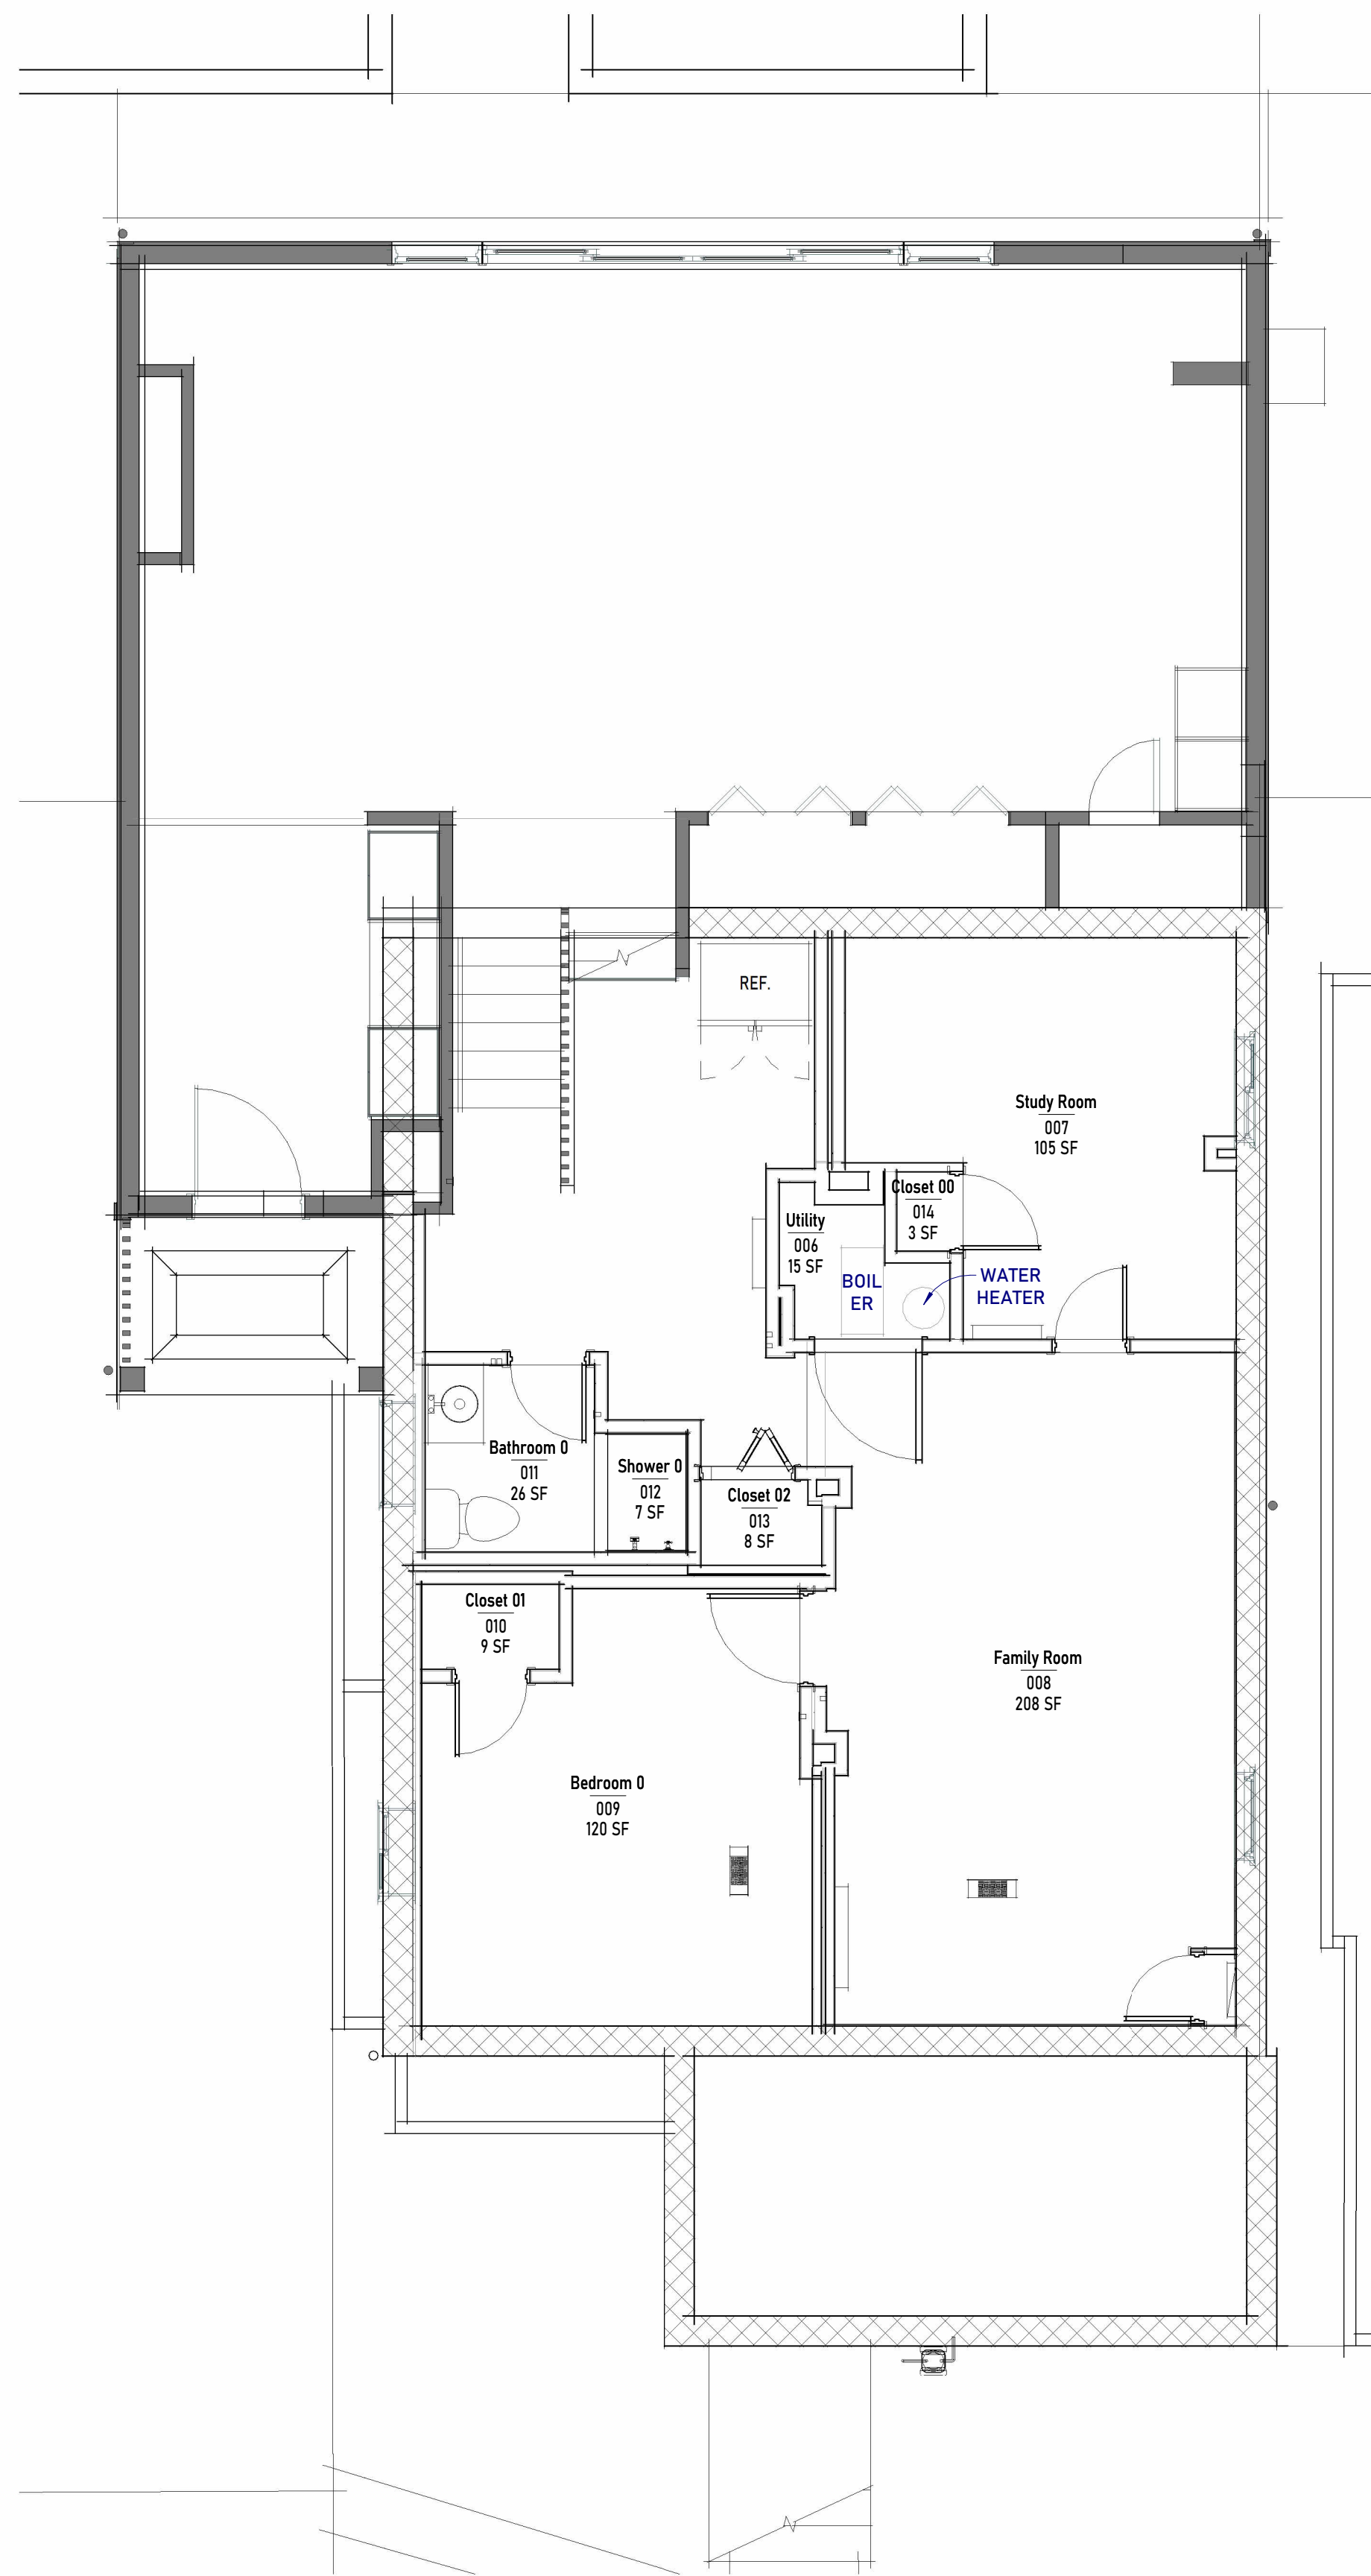 REF.
Study Room
007
105 SF
Closet 00
014
3 SF
Utility
006
15 SF
BOIL
ER
WATER
HEATER
Bathroom 0
011
26 SF
Shower 0
012
7 SF
Closet 02
013
8 SF
Closet 01
010
9 SF
Family Room
008
208 SF
Bedroom 0
009
120 SF